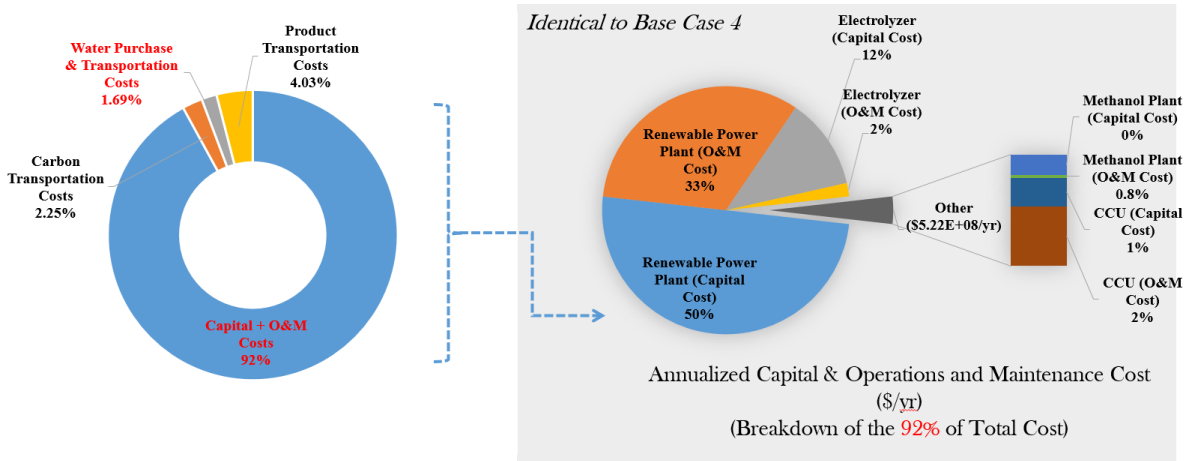 Product
Transportation
Costs
4.03%
Water Purchase
& Transportation
Costs
1.69%
Carbon
Transportation
Costs
2.25%
Capital + O&M
Costs
92%
Identical to Base Case 4
Electrolyzer
(Capital Cost)
12%
Electrolyzer
(O&M Cost)
2%
Renewable Power
Plant (O&M
Cost)
33%
Renewable Power
Plant (Capital
Cost)
50%
Other
($5.22E+08/yr)
Methanol Plant
(Capital Cost)
0%
Methanol Plant
(O&M Cost)
0.8%
CCU (Capital
Cost)
1%
CCU (O&M
Cost)
2%
Annualized Capital & Operations and Maintenance Cost
($/yr)
(Breakdown of the 92% of Total Cost)